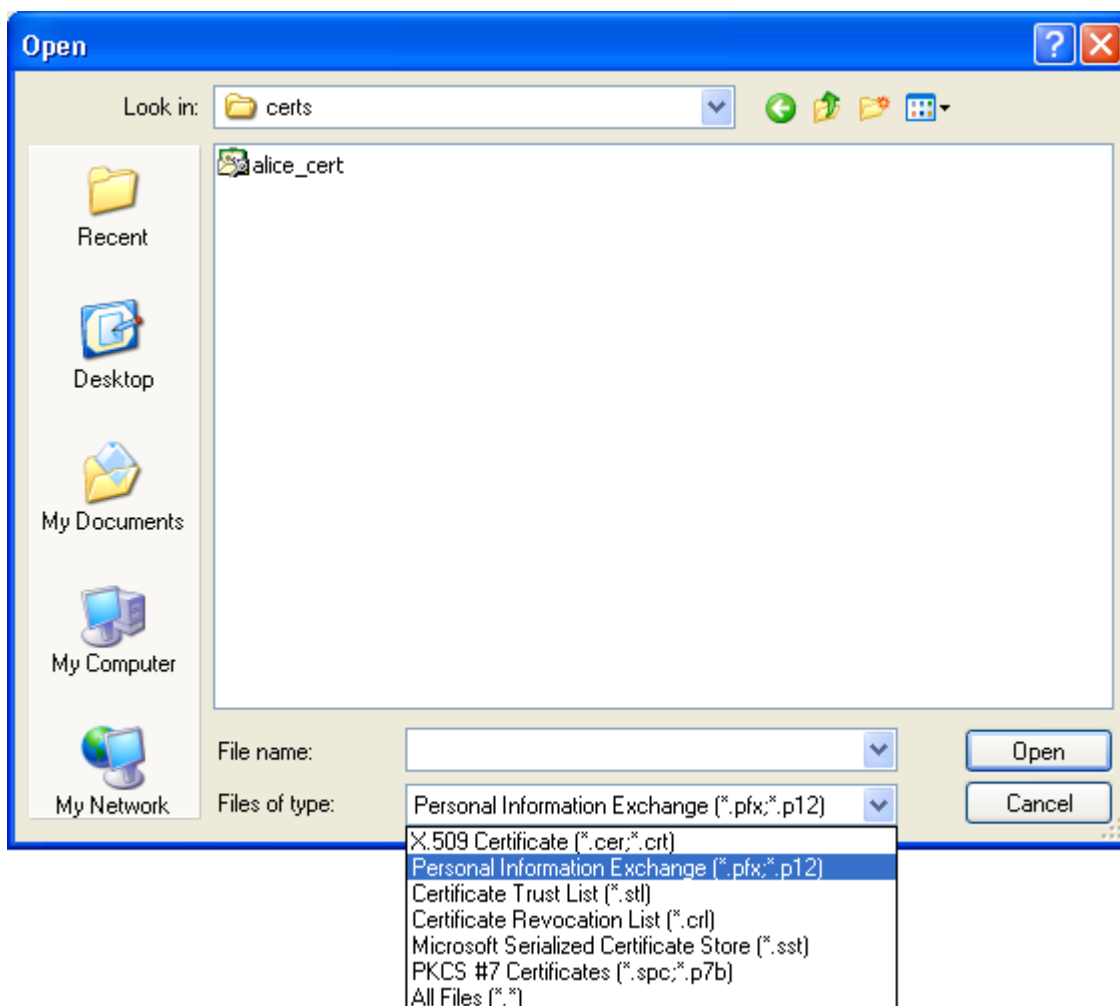 Open
Look in:
certs
alice_cert
Recent
Desktop
My Documents
My Computer
My Network
File name:
Open
Files of type:
Personal Information Exchange (*.pfx;*.p12)
Cancel
X.509 Certificate (*.cer;*.crt)
Personal Information Exchange (*.pfx;*.p12)
Certificate Trust List (*.stl)
Certificate Revocation List (*.crl)
Microsoft Serialized Certificate Store (*.sst)
PKCS #7 Certificates (*.spc;*.p7b)
All Files (*.*)